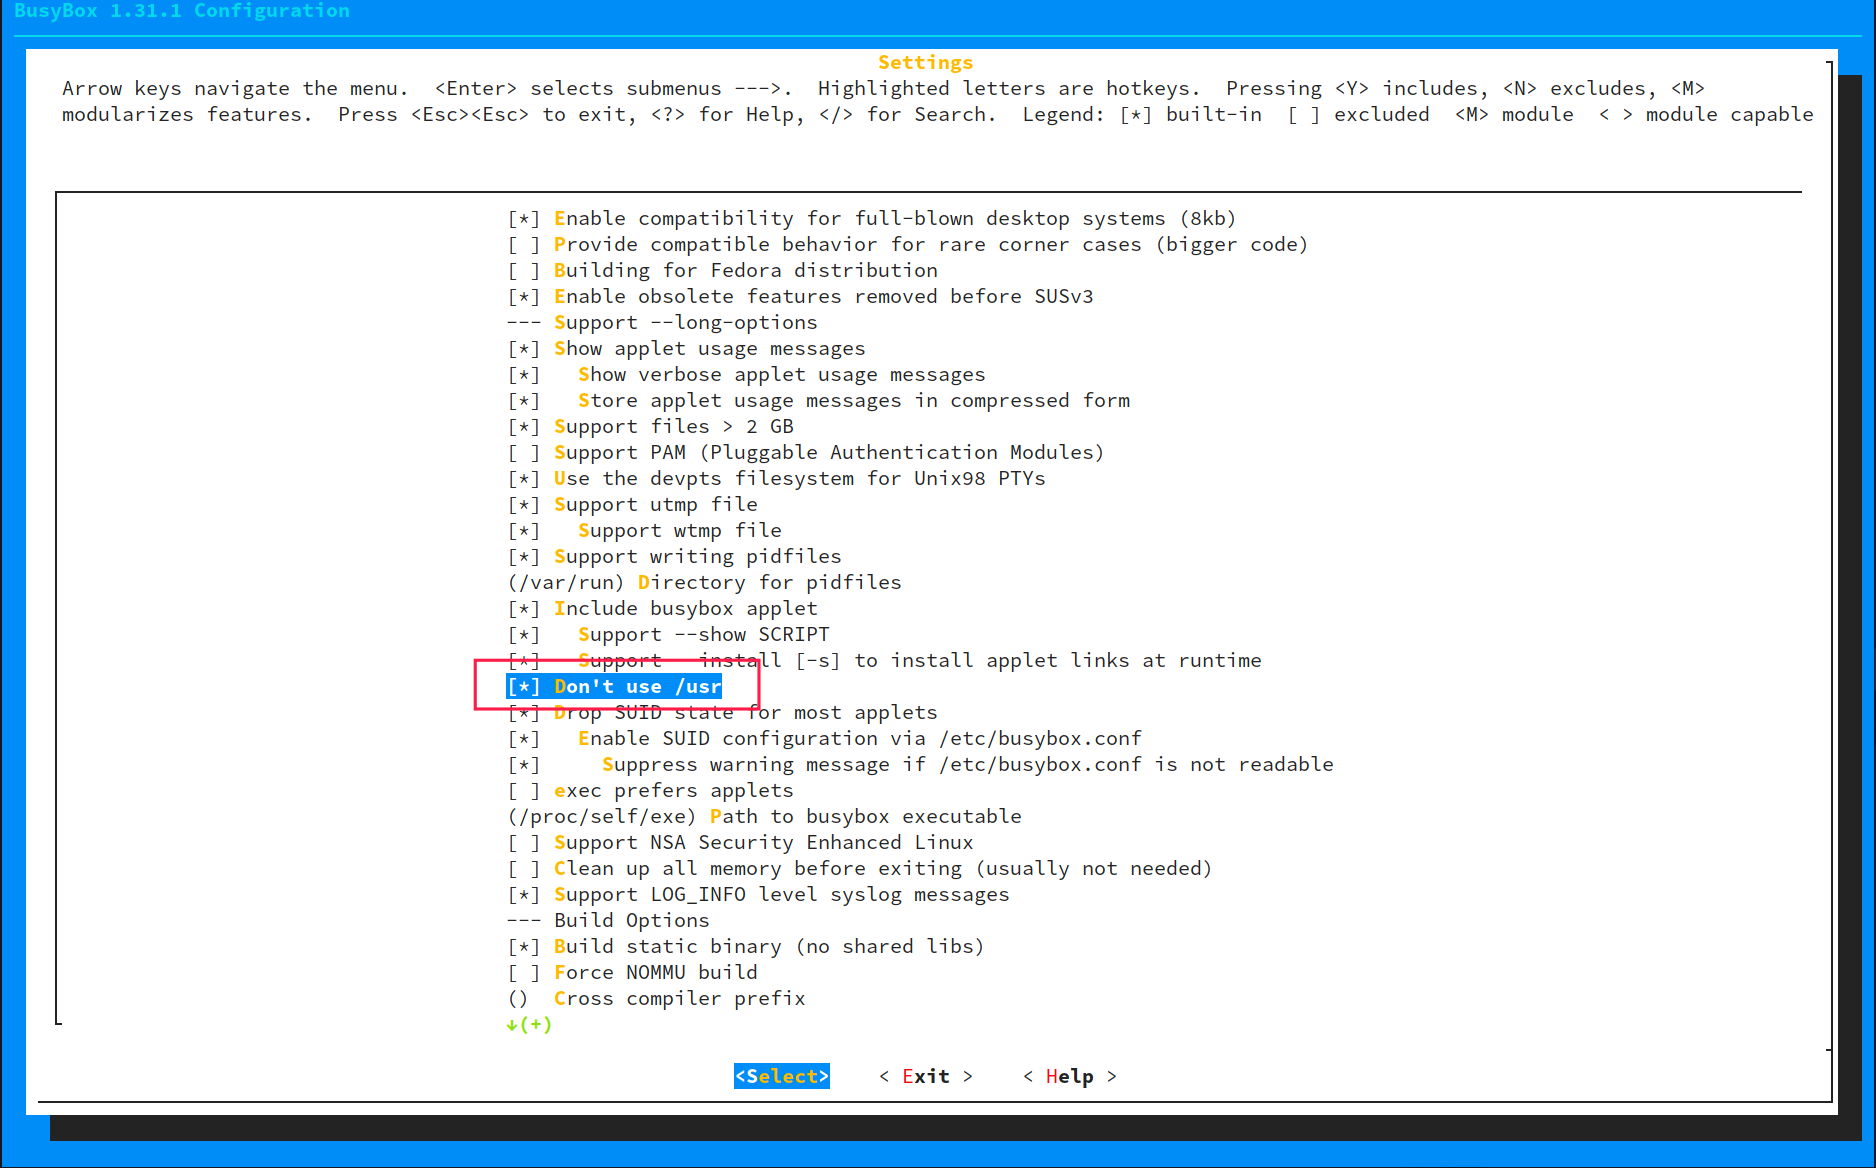 BusyBox 1.31.1 Configuration
Settings
Arrow keys navigate the menu.  <Enter> selects submenus --->.  Highlighted letters are hotkeys.  Pressing <Y> includes, <N> excludes, <M>
modularizes features.  Press <Esc><Esc> to exit, <?> for Help, </> for Search.  Legend: [*] built-in  [ ] excluded  <M> module  < > module capable
[*] Enable compatibility for full-blown desktop systems (8kb)
[ ] Provide compatible behavior for rare corner cases (bigger code)
[ ] Building for Fedora distribution
[*] Enable obsolete features removed before SUSv3
--- Support --long-options
[*] Show applet usage messages
[*]   Show verbose applet usage messages
[*]   Store applet usage messages in compressed form
[*] Support files > 2 GB
[ ] Support PAM (Pluggable Authentication Modules)
[*] Use the devpts filesystem for Unix98 PTYs
[*] Support utmp file
[*]   Support wtmp file
[*] Support writing pidfiles
(/var/run) Directory for pidfiles
[*] Include busybox applet
[*]   Support --show SCRIPT
[*]   Support --install [-s] to install applet links at runtime
[*] Don't use /usr
[*] Drop SUID state for most applets
[*]   Enable SUID configuration via /etc/busybox.conf
[*]     Suppress warning message if /etc/busybox.conf is not readable
[ ] exec prefers applets
(/proc/self/exe) Path to busybox executable
[ ] Support NSA Security Enhanced Linux
[ ] Clean up all memory before exiting (usually not needed)
[*] Support LOG_INFO level syslog messages
--- Build Options
[*] Build static binary (no shared libs)
[ ] Force NOMMU build
()  Cross compiler prefix
↓(+)
<Select>    < Exit >    < Help >